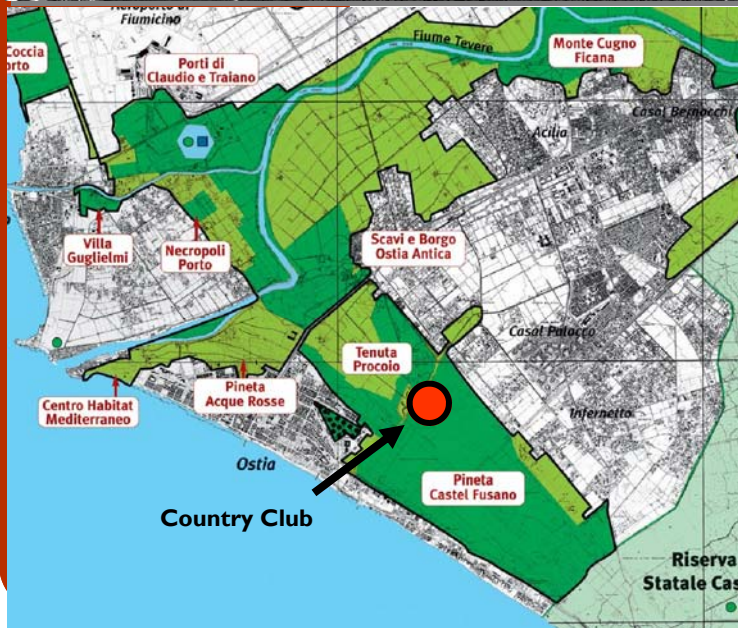 Aeroporto di
Fiumicino
Coccia
orto
Porti di
Claudio e Traiano
Fiume Tevere
Monte Cugno
Ficana
Casal Bernocchi
Acilia
Villa
Guglielmi
Necropoli
Porto
Scavi e Borgo
Ostia Antica
Casal Palocco
Tenuta
Procoio
Centro Habitat
Mediterraneo
Pineta
Acque Rosse
Infernetto
Ostia
Pineta
Castel Fusano
Country Club
Riserva
Statale Cas